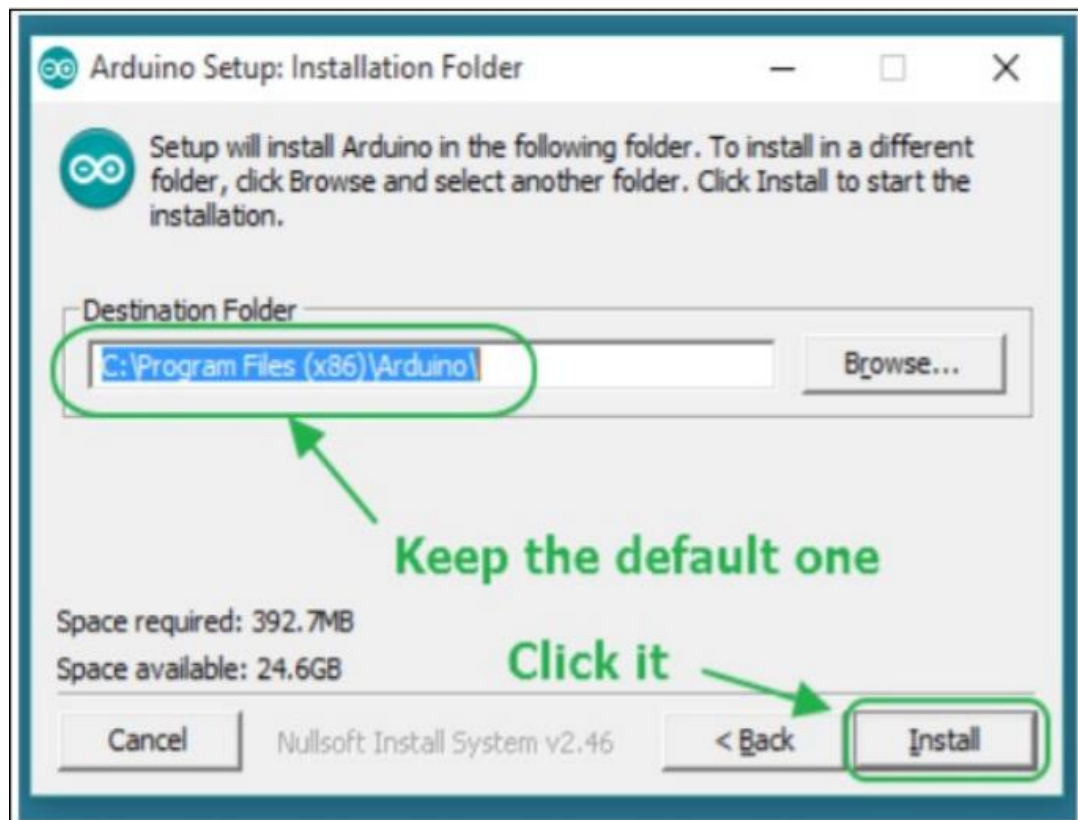 Arduino Setup: Installation Folder
Setup will install Arduino in the following folder. To install in a different
folder, click Browse and select another folder. Click Install to start the
installation.
Destination Folder
C:\Program Files (x86)\Arduino\
Browse...
Keep the default one
Space required: 392.7MB
Space available: 24.6GB
Click it
Cancel
Nullsoft Install System v2.46
< Back
Install